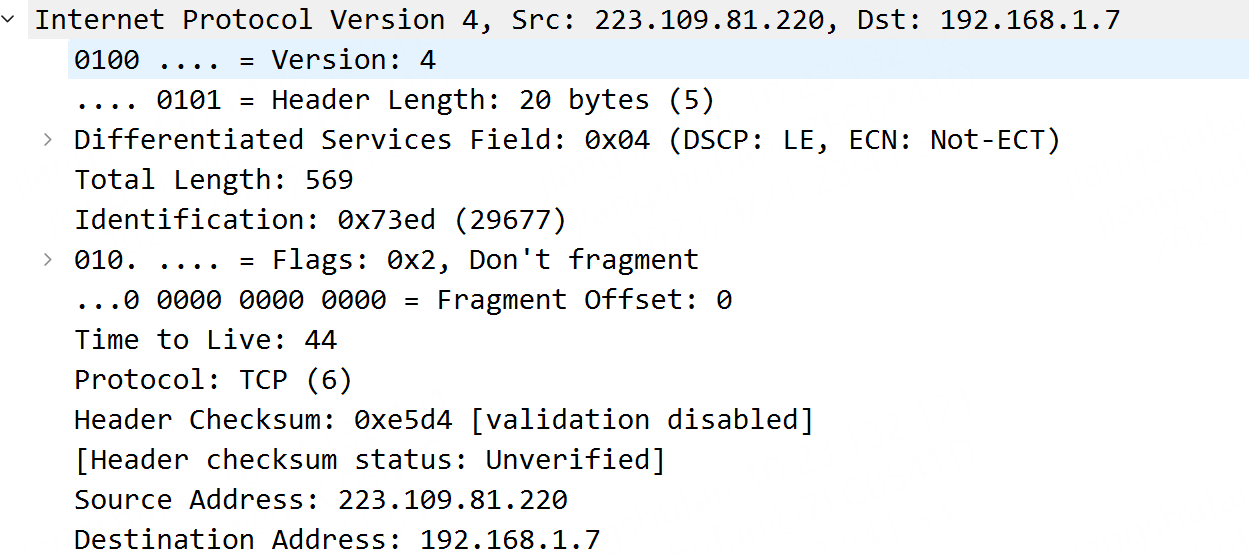 Internet Protocol Version 4, Src: 223.109.81.220, Dst: 192.168.1.7
0100 .... = Version: 4
.... 0101 = Header Length: 20 bytes (5)
Differentiated Services Field: 0x04 (DSCP: LE, ECN: Not-ECT)
Total Length: 569
Identification: 0x73ed (29677)
010. .... = Flags: 0x2, Don't fragment
...0 0000 0000 0000 = Fragment Offset: 0
Time to Live: 44
Protocol: TCP (6)
Header Checksum: 0xe5d4 [validation disabled]
[Header checksum status: Unverified]
Source Address: 223.109.81.220
Destination Address: 192.168.1.7